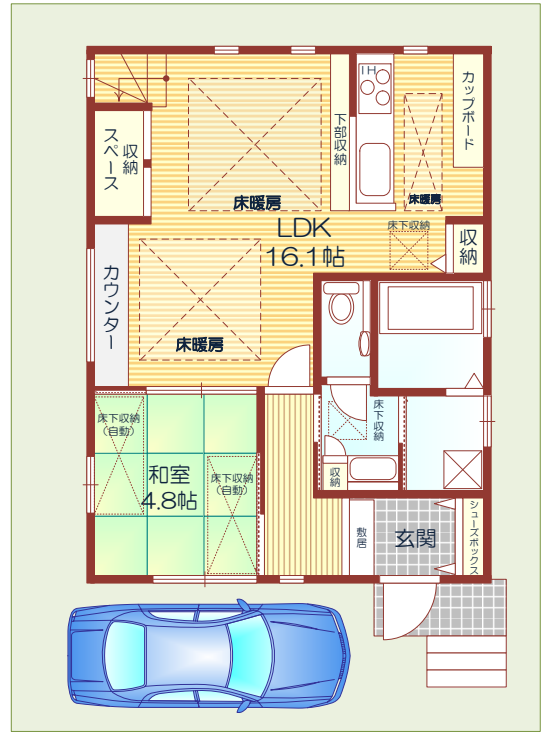 IH
カップボード
下部収納
収納
スペース
床暖房
床暖房
LDK
16.1帖
床下収納
収納
カウンター
床暖房
床下収納
(自動)
床下収納
和室
4.8帖
床下収納
(自動)
収納
敷居
玄関
シューズボックス